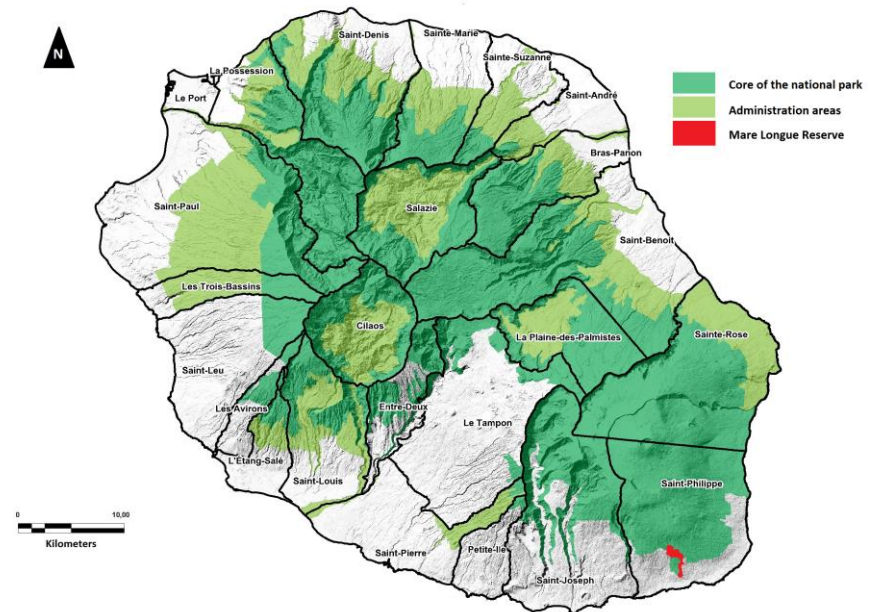 N
Saint-Denis
Sainte-Marie
Sainte-Suzanne
La Possession
Le Port
Saint-André
Core of the national park
Administration areas
Mare Longue Reserve
Bras-Panon
Saint-Paul
Salazie
Saint-Benoit
Les Trois-Bassins
Cilaos
La Plaine-des-Palmistes
Sainte-Rose
Saint-Leu
Les Avirons
Entre-Deux
Le Tampon
L'Étang-Salé
Saint-Louis
Saint-Philippe
0
10,00
Kilometers
Saint-Pierre
Petite-Ile
Saint-Joseph